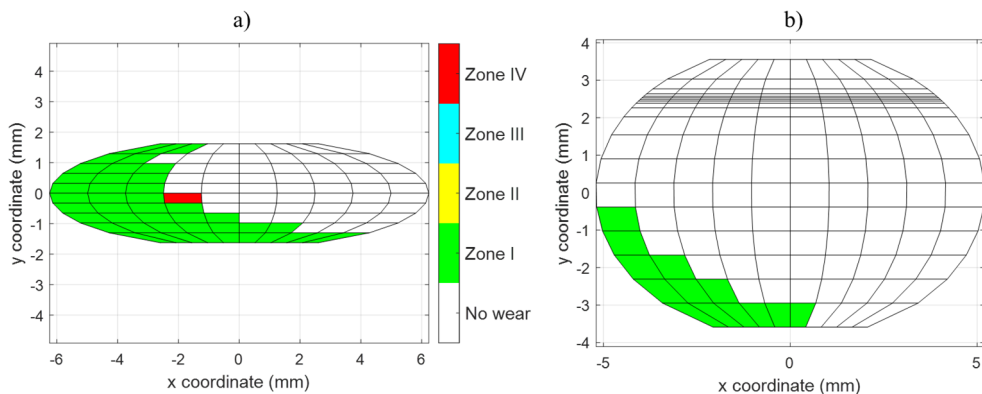 a)
b)
4
3
2
1
0
-1
-2
-3
-4
y coordinate (mm)
-6
-4
-2
0
2
4
6
x coordinate (mm)
Zone IV
Zone III
Zone II
Zone I
No wear
4
3
2
1
0
-1
-2
-3
-4
y coordinate (mm)
-5
0
5
x coordinate (mm)